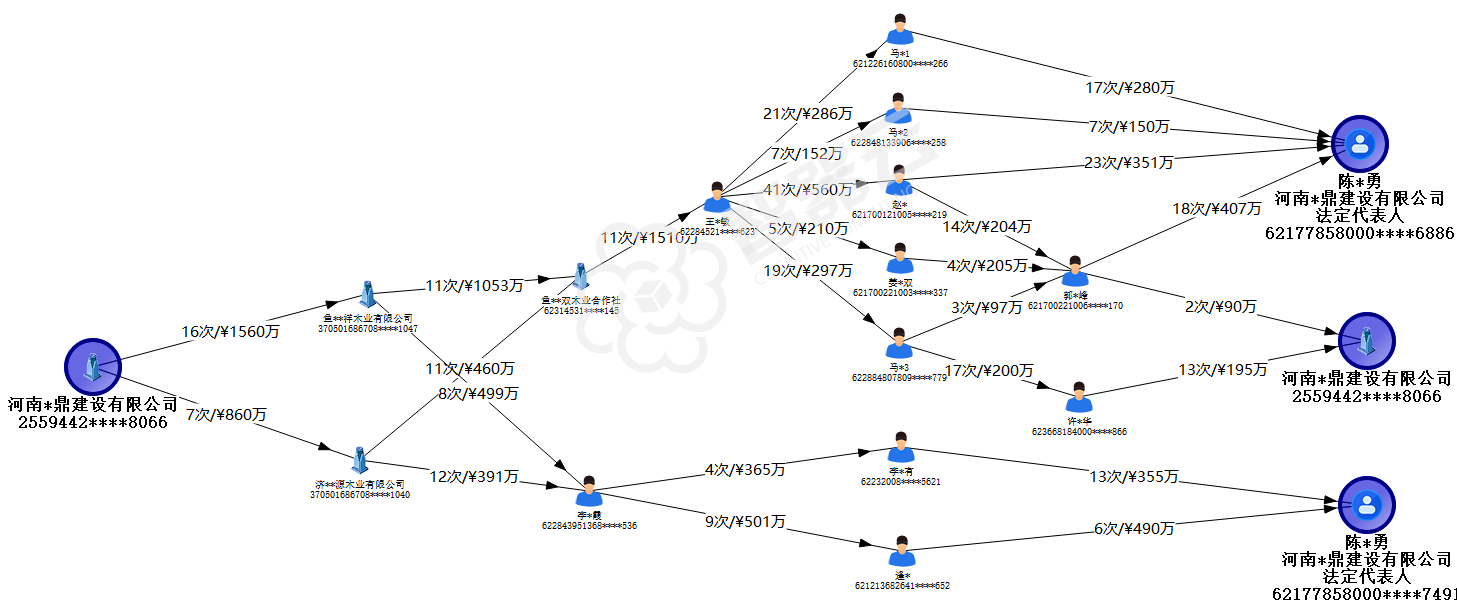 马*1
621226160800****266
17次/¥280万
21次/¥286万
马*2
622848133906****258
7次/¥150万
7次/152万
23次/¥351万
41次/¥560万
赵*
621700121005****219
陈*勇
河南*鼎建设有限公司
法定代表人
62177858000****6886
18次/¥407万
王*敏
62284521****623
5次/¥210万
14次/¥204万
11次/¥1510万
4次/¥205万
姜*双
621700221003****337
19次/¥297万
11次/¥1053万
鱼**双木业合作社
62314531****145
郭*峰
621700221006****170
3次/¥97万
2次/¥90万
鱼**祥木业有限公司
370501686708****1047
16次/¥1560万
马*3
622884807809****779
17次/¥200万
13次/¥195万
河南*鼎建设有限公司
2559442****8066
河南*鼎建设有限公司
2559442****8066
11次/¥460万
8次/¥499万
7次/¥860万
许*华
623668184000****866
济**源木业有限公司
370501686708****1040
12次/¥391万
4次/¥365万
李*有
62232008****5621
13次/¥355万
李*霞
622843951368****536
9次/¥501万
6次/¥490万
逄*
621213682641****652
陈*勇
河南*鼎建设有限公司
法定代表人
62177858000****7491
智器云